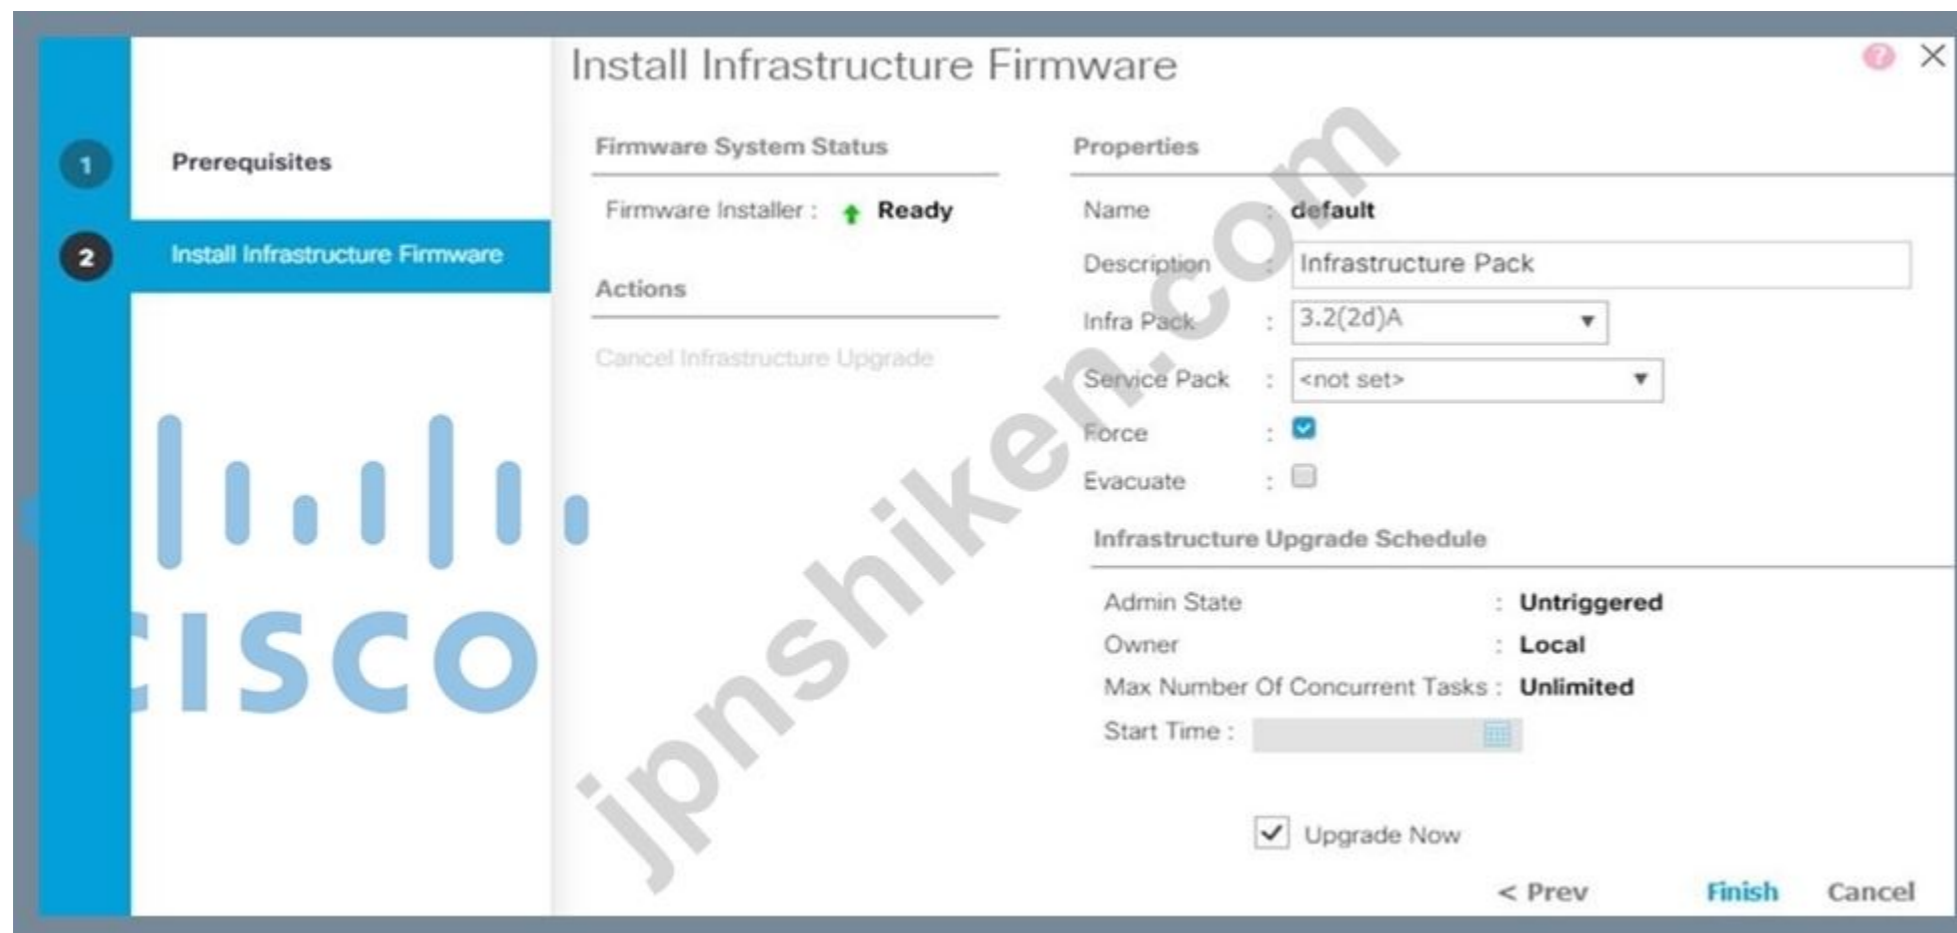 Install Infrastructure Firmware
?
1 Prerequisites
2 Install Infrastructure Firmware
Firmware System Status
Firmware Installer : Ready
Actions
Cancel Infrastructure Upgrade
Properties
Name : default
Description : Infrastructure Pack
Infra Pack : 3.2(2d)A
Service Pack : <not set>
Force :
Evacuate :
Infrastructure Upgrade Schedule
Admin State : Untriggered
Owner : Local
Max Number Of Concurrent Tasks : Unlimited
Start Time :
Upgrade Now
< Prev Finish Cancel
CISCO
jpnshiken.com